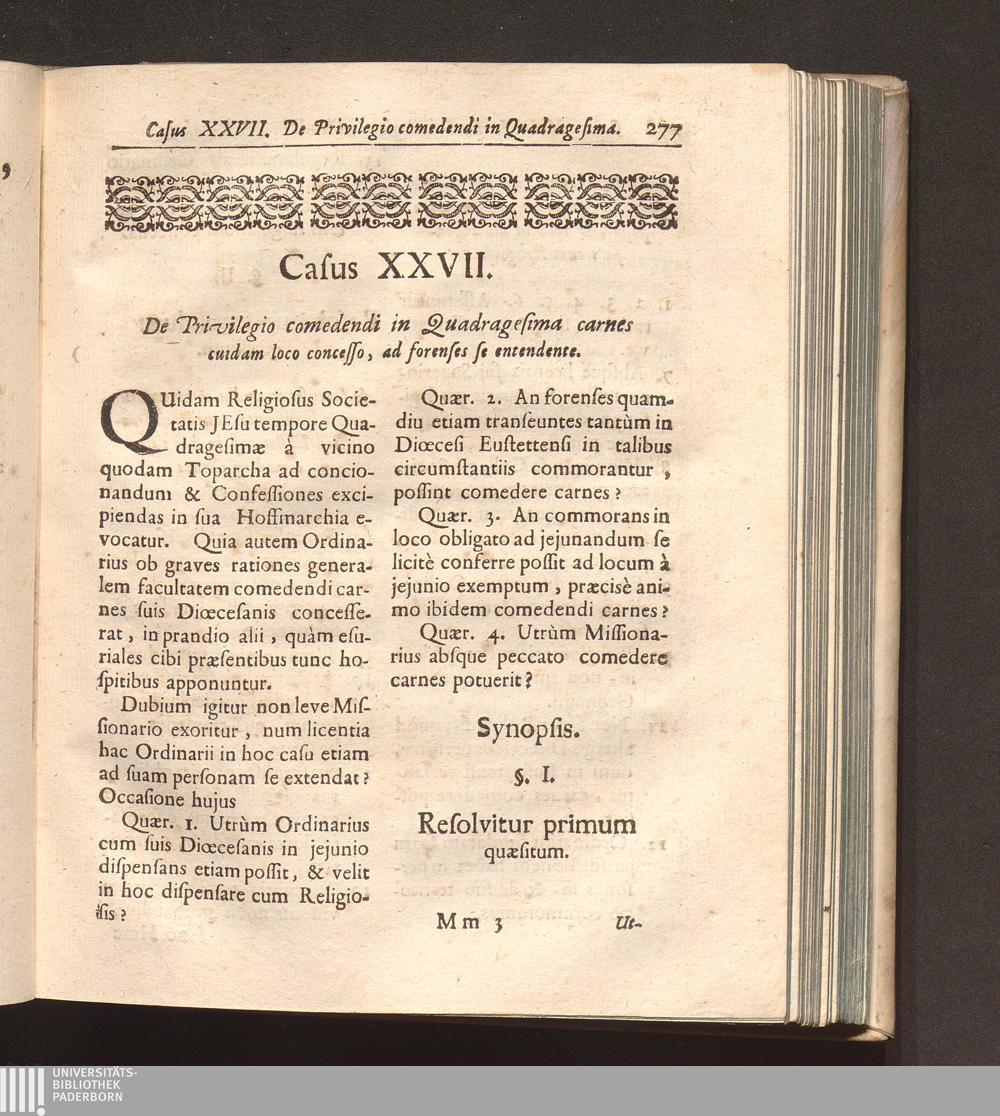 Caſus XXVII. De Privilegio comedendi in Quadrageſima. 277
Caſus XXVII.
De Privilegio comedendi in Quadrageſima carnes
cuidam loco conceſſo, ad forenſes ſe entendente.
QUidam Religioſus Socie-
tatis JEſu tempore Qua-
drageſimæ à vicino
quodam Toparcha ad concio-
nandum & Confeſſiones exci-
piendas in ſua Hoffmarchia e-
vocatur. Quia autem Ordina-
rius ob graves rationes genera-
lem facultatem comedendi car-
nes ſuis Diœceſanis conceſſe-
rat, in prandio alii, quàm eſu-
riales cibi præſentibus tunc ho-
ſpitibus apponuntur.
Dubium igitur non leve Miſ-
ſionario exoritur, num licentia
hac Ordinarii in hoc caſu etiam
ad ſuam perſonam ſe extendat?
Occaſione hujus
Quær. 1. Utrùm Ordinarius
cum ſuis Diœceſanis in jejunio
diſpenſans etiam poſſit, & velit
in hoc diſpenſare cum Religio-
ſis?
Quær. 2. An forenſes quam-
diu etiam tranſeuntes tantùm in
Diœceſi Euſtettenſi in talibus
circumſtantiis commorantur,
poſſint comedere carnes?
Quær. 3. An commorans in
loco obligato ad jejunandum ſe
licitè conferre poſſit ad locum à
jejunio exemptum, præcisè ani-
mo ibidem comedendi carnes?
Quær. 4. Utrùm Miſſiona-
rius abſque peccato comedere
carnes potuerit?
Synopſis.
§. I.
Reſolvitur primum
quæſitum.
Mm 3 Ut-
UNIVERSITÄTS-
BIBLIOTHEK
PADERBORN